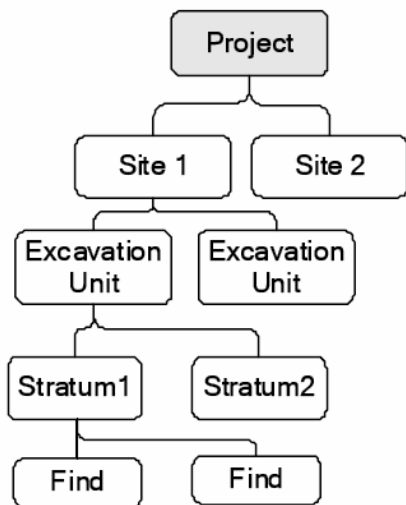 Project
Site 1
Site 2
Excavation
Unit
Excavation
Unit
Stratum1
Stratum2
Find
Find